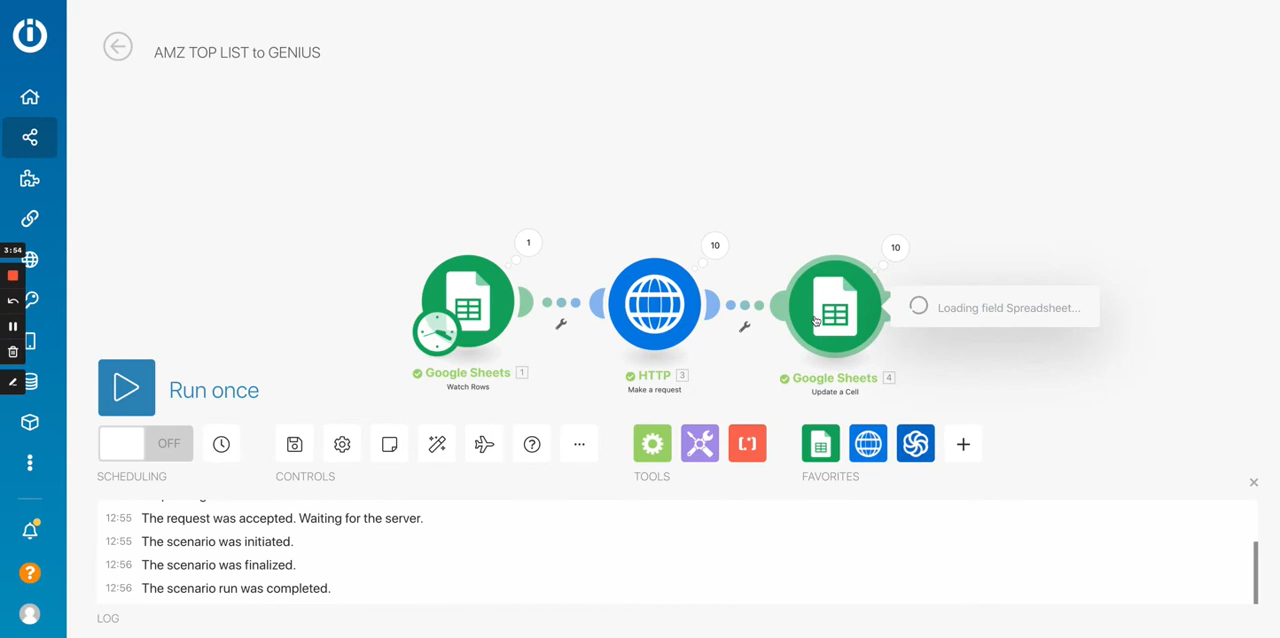 AMZ TOP LIST to GENIUS
1
10
10
Loading field Spreadsheet...
3:54
Google Sheets 1
Watch Rows
HTTP 3
Make a request
Google Sheets 4
Update a Cell
Run once
OFF
SCHEDULING
CONTROLS
TOOLS
FAVORITES
12:55 The request was accepted. Waiting for the server.
12:55 The scenario was initiated.
12:56 The scenario was finalized.
12:56 The scenario run was completed.
LOG